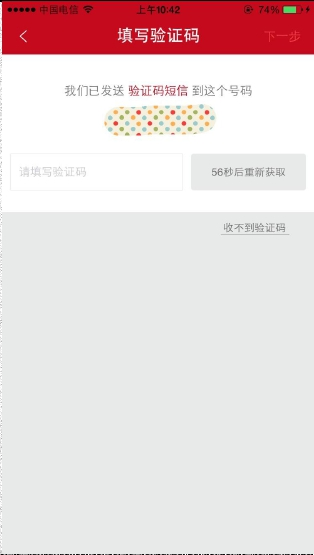 中国电信 上午10:42 74%
填写验证码 下一步
我们已发送 验证码短信 到这个号码
请填写验证码 56秒后重新获取
收不到验证码